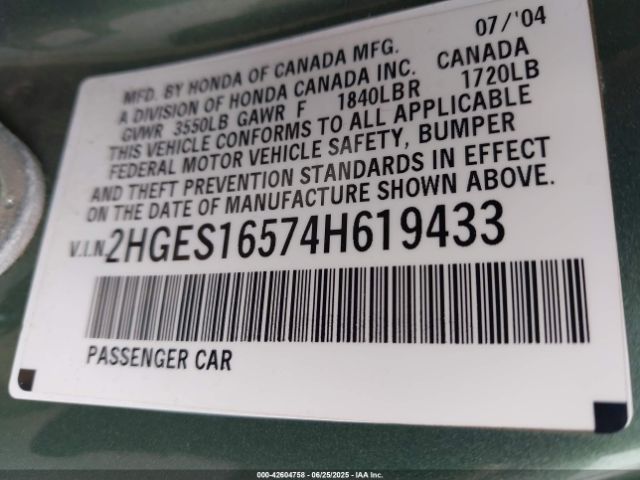 07/'04
MFD. BY HONDA OF CANADA MFG.
A DIVISION OF HONDA CANADA INC. CANADA
GVWR 3550LB GAWR F 1840LBR 1720LB
THIS VEHICLE CONFORMS TO ALL APPLICABLE
FEDERAL MOTOR VEHICLE SAFETY, BUMPER
AND THEFT PREVENTION STANDARDS IN EFFECT
ON THE DATE OF MANUFACTURE SHOWN ABOVE.
V.I.N. 2HGES16574H619433
PASSENGER CAR
000-42604758 - 06/25/2025 - IAA Inc.